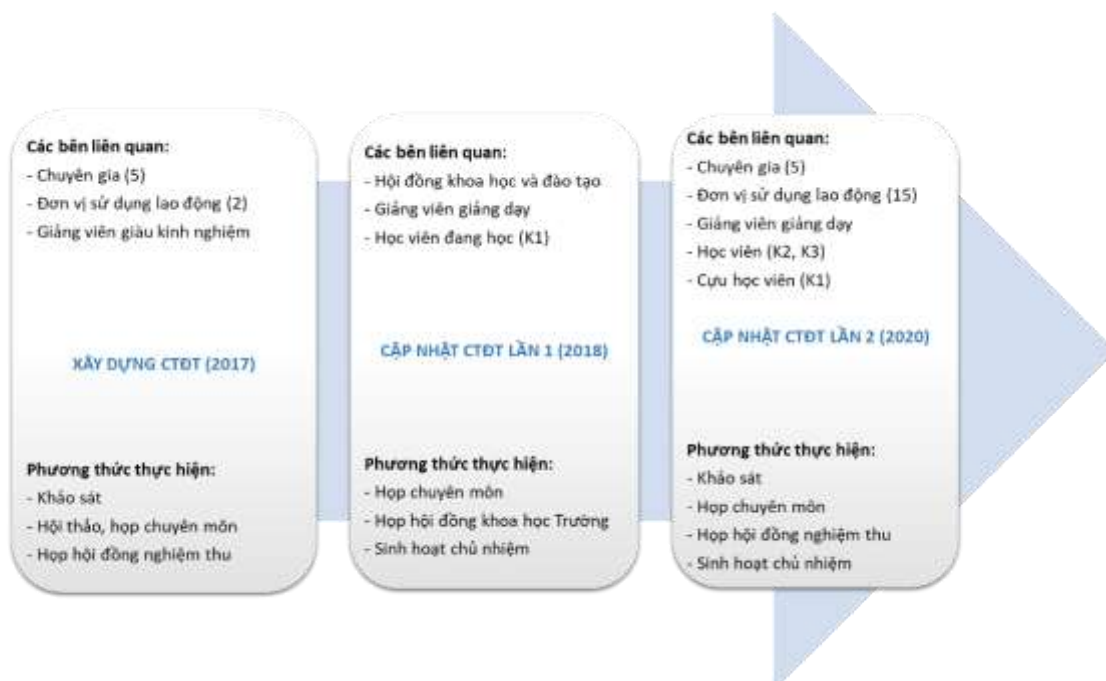 Các bên liên quan:
- Chuyên gia (5)
- Đơn vị sử dụng lao động (2)
- Giảng viên giàu kinh nghiệm
XÂY DỰNG CTĐT (2017)
Phương thức thực hiện:
- Khảo sát
- Hội thảo, họp chuyên môn
- Họp hội đồng nghiệm thu
Các bên liên quan:
- Hội đồng khoa học và đào tạo
- Giảng viên giảng dạy
- Học viên đang học (K1)
CẬP NHẬT CTĐT LẦN 1 (2018)
Phương thức thực hiện:
- Họp chuyên môn
- Họp hội đồng khoa học Trường
- Sinh hoạt chủ nhiệm
Các bên liên quan:
- Chuyên gia (5)
- Đơn vị sử dụng lao động (15)
- Giảng viên giảng dạy
- Học viên (K2, K3)
- Cựu học viên (K1)
CẬP NHẬT CTĐT LẦN 2 (2020)
Phương thức thực hiện:
- Khảo sát
- Họp chuyên môn
- Họp hội đồng nghiệm thu
- Sinh hoạt chủ nhiệm